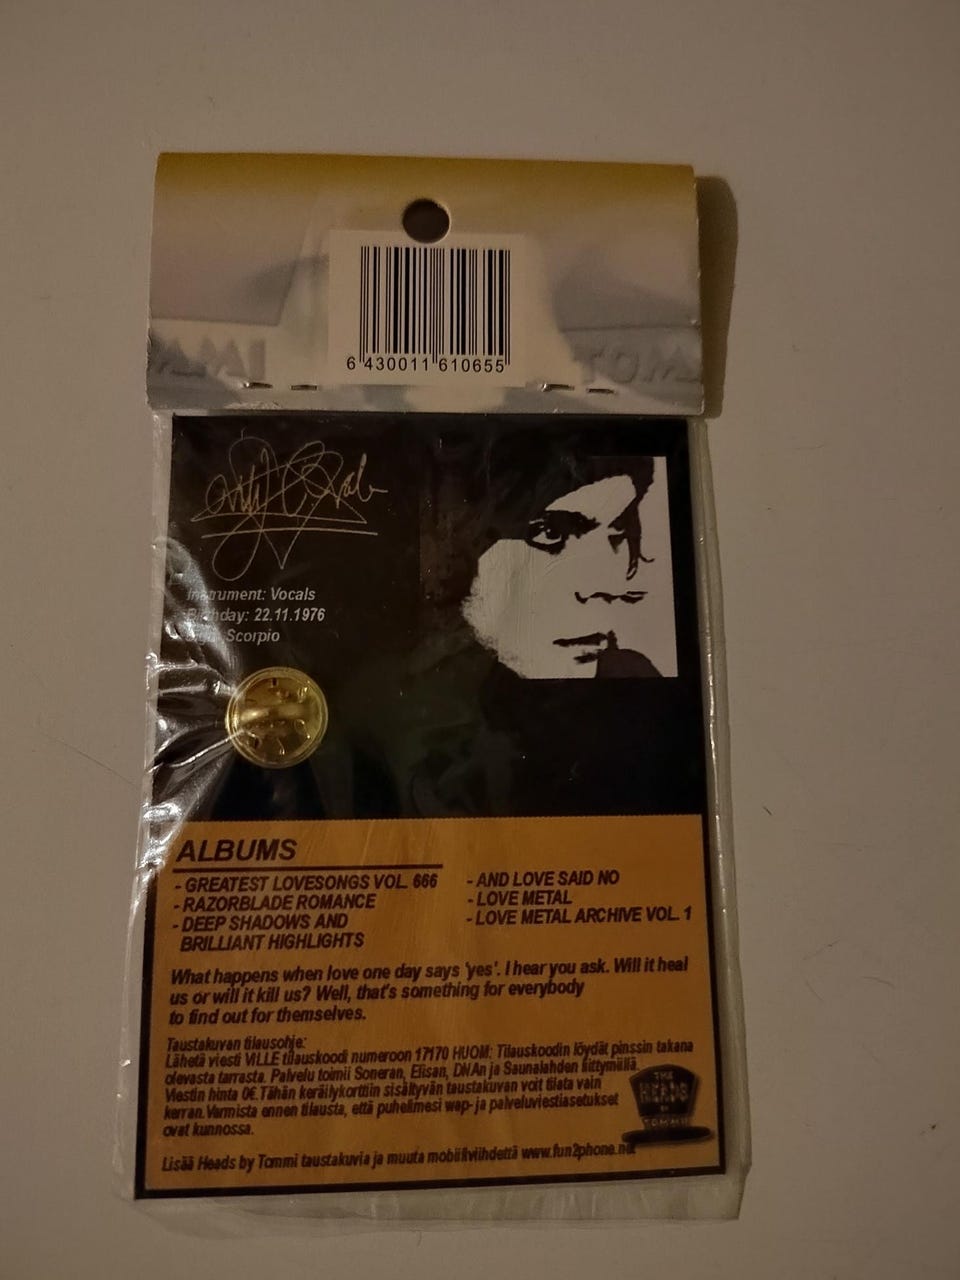 6 430011 610655
Instrument: Vocals
Birthday: 22.11.1976
Scorpio
ALBUMS
- GREATEST LOVESONGS VOL. 666
- RAZORBLADE ROMANCE
- DEEP SHADOWS AND
BRILLIANT HIGHLIGHTS
- AND LOVE SAID NO
- LOVE METAL
- LOVE METAL ARCHIVE VOL. 1
What happens when love one day says 'yes'. I hear you ask. Will it heal
us or will it kill us? Well, that's something for everybody
to find out for themselves.
Taustakuvan tilausohje:
Lähetä viesti VILLE tilauskoodi numeroon 17170 HUOM: Tilauskoodin löydät pinssin takana
olevasta tarrasta. Palvelu toimii Soneran, Elisan, DNAn ja Saunalahden liittymillä.
Viestin hinta 0€. Tähän keräilykorttiin sisältyvän taustakuvan voit tilata vain
kerran. Varmista ennen tilausta, että puhelimesi wap- ja palveluviestiasetukset
ovat kunnossa.
THE
HEEDS
BY
TOMMI
Lisää Heads by Tommi taustakuvia ja muuta mobiiliviihdettä www.fun2phone.net